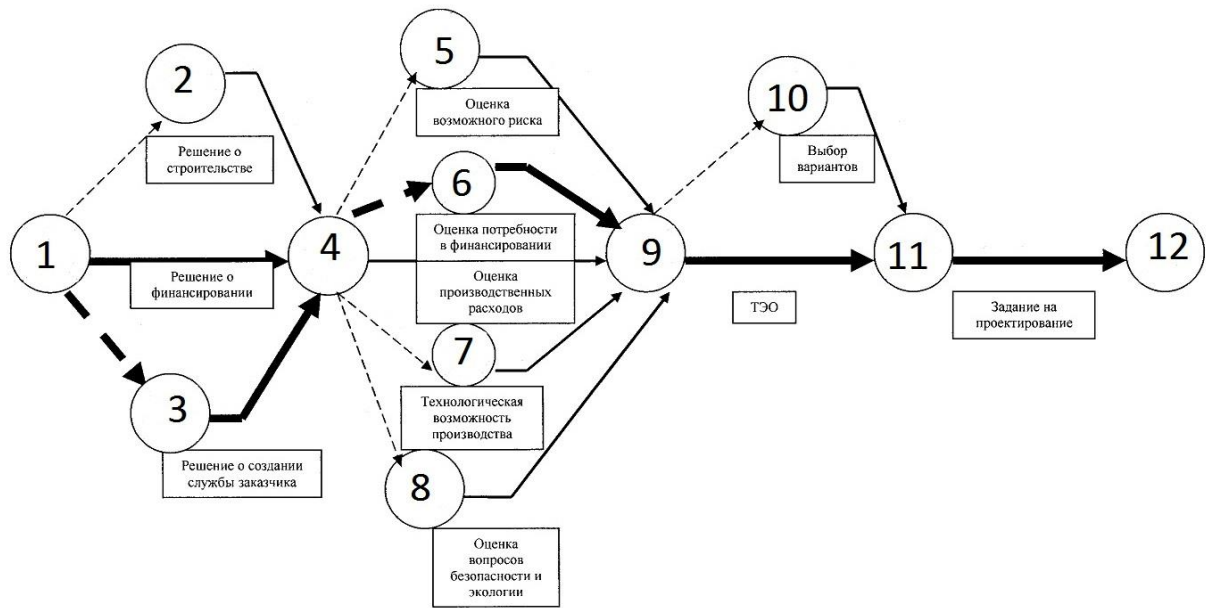 1
2
Решение о
строительстве
Решение о
финансировании
3
Решение о создании
службы заказчика
4
5
Оценка
возможного риска
6
Оценка потребности
в финансировании
Оценка
производственных
расходов
7
Технологическая
возможность
производства
8
Оценка
вопросов
безопасности и
экологии
9
10
Выбор
вариантов
ТЭО
11
Задание на
проектирование
12